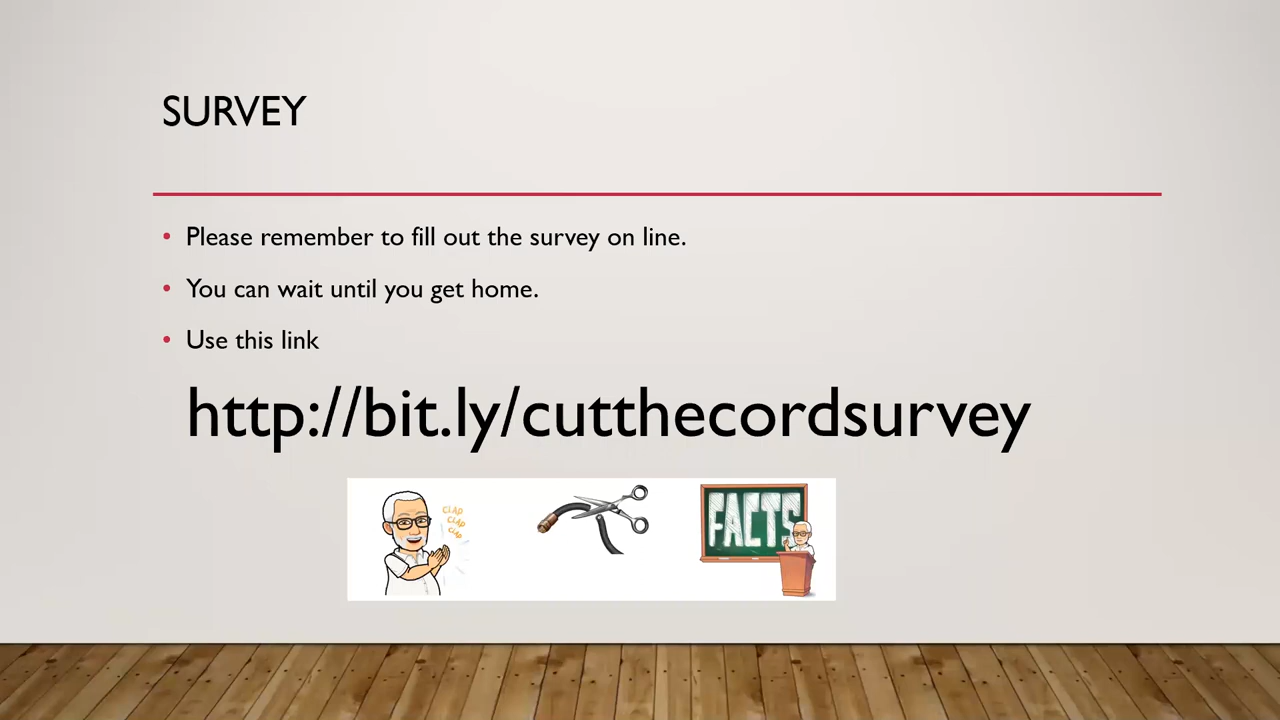 SURVEY
Please remember to fill out the survey on line.
You can wait until you get home.
Use this link
http://bit.ly/cutthecordsurvey
CLAP
CLAP
CLAP
FACTS